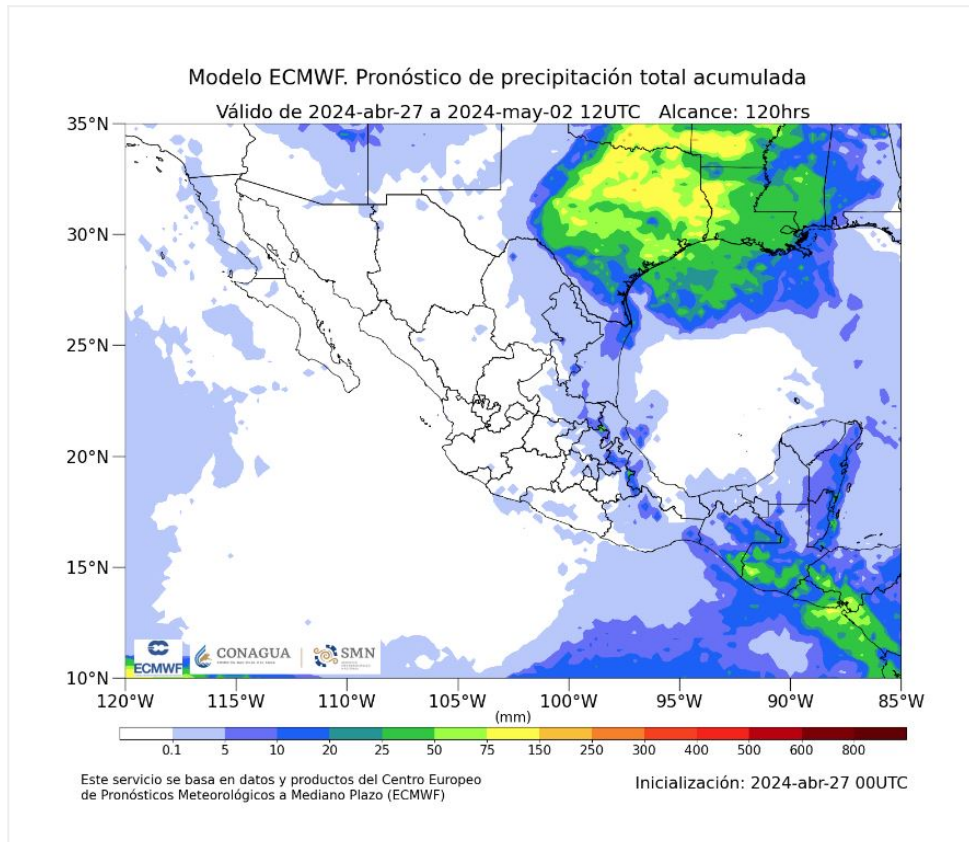 Modelo ECMWF. Pronóstico de precipitación total acumulada
Válido de 2024-abr-27 a 2024-may-02 12UTC Alcance: 120hrs
35°N
30°N
25°N
20°N
15°N
10°N
ECMWF
CONAGUA
SMN
120°W 115°W 110°W 105°W 100°W 95°W 90°W 85°W
(mm)
0.1 5 10 20 25 50 75 150 250 300 400 500 600 800
Este servicio se basa en datos y productos del Centro Europeo
de Pronósticos Meteorológicos a Mediano Plazo (ECMWF)
Inicialización: 2024-abr-27 00UTC